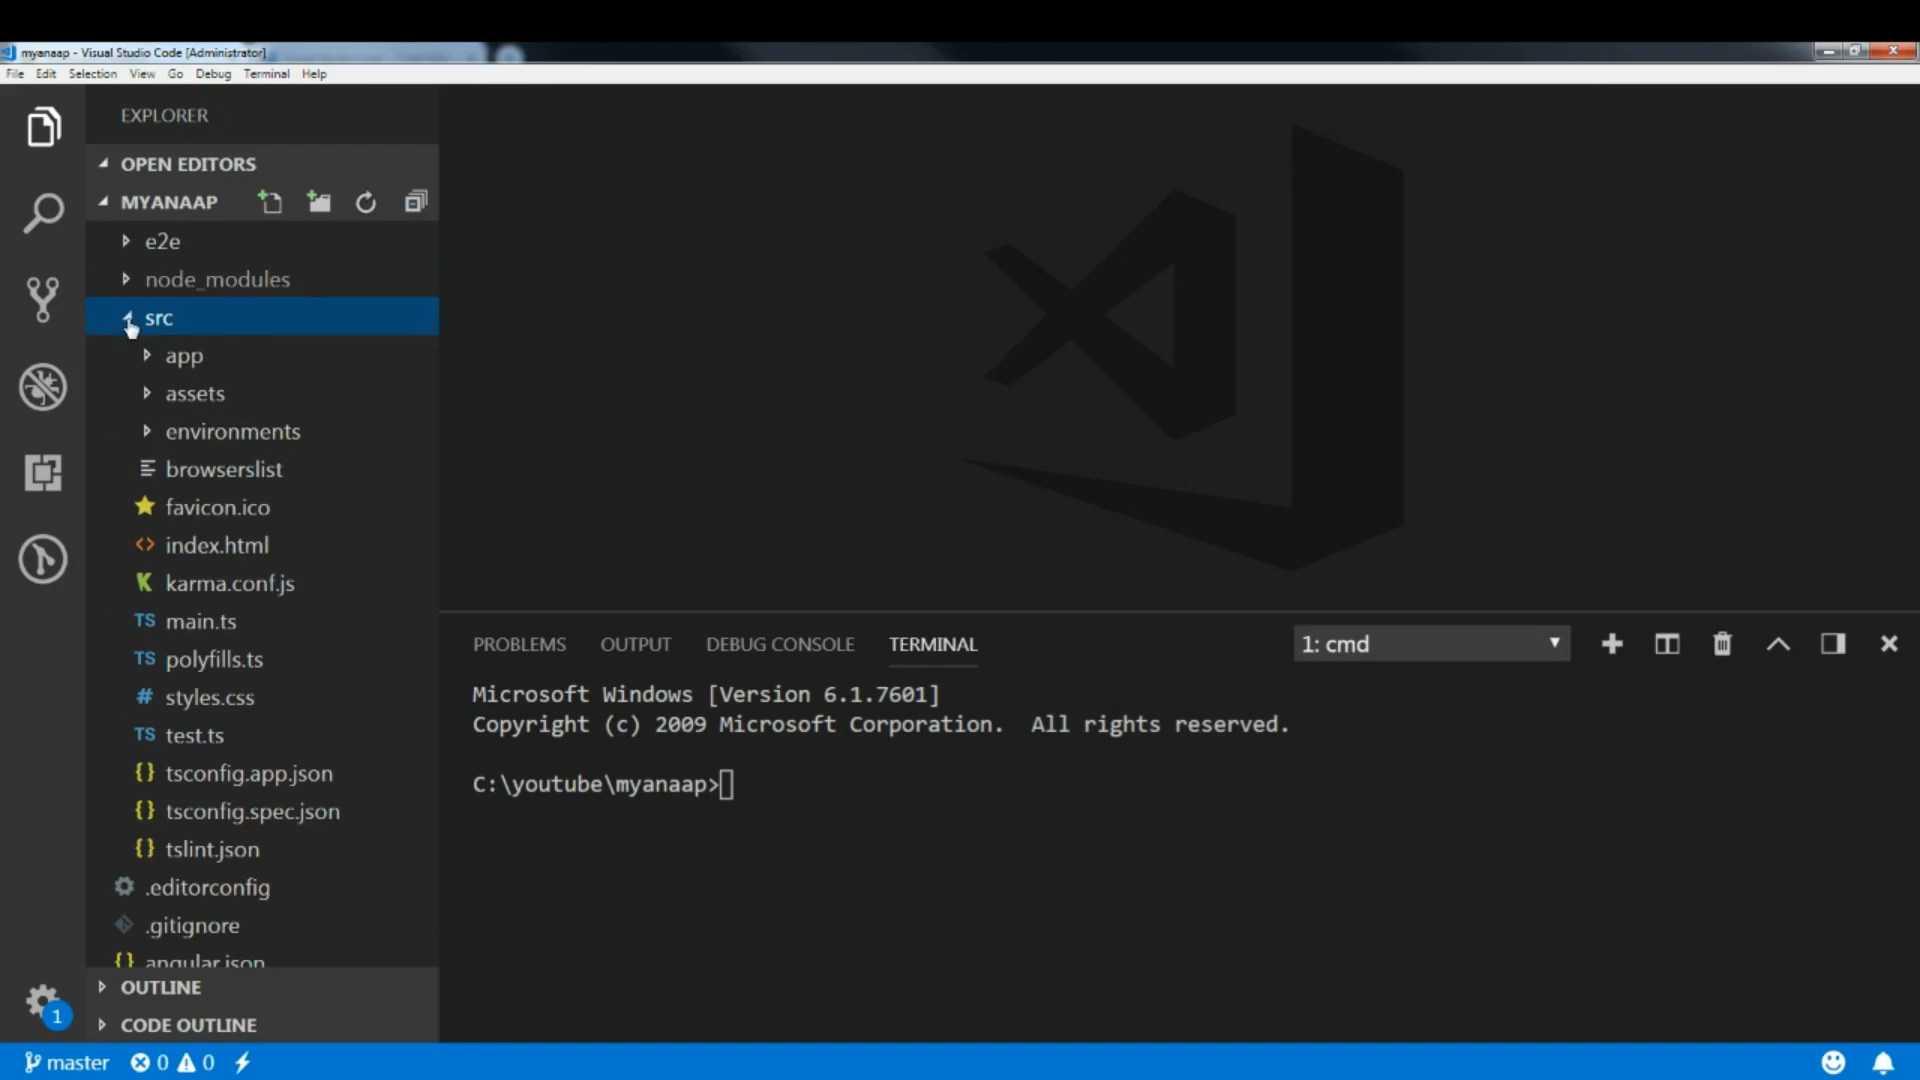 myanaap - Visual Studio Code [Administrator]
File Edit Selection View Go Debug Terminal Help
EXPLORER
OPEN EDITORS
MYANAAP
e2e
node_modules
src
app
assets
environments
browserslist
favicon.ico
index.html
karma.conf.js
main.ts
polyfills.ts
styles.css
test.ts
tsconfig.app.json
tsconfig.spec.json
tslint.json
.editorconfig
.gitignore
angular.json
OUTLINE
CODE OUTLINE
PROBLEMS OUTPUT DEBUG CONSOLE TERMINAL
1: cmd
Microsoft Windows [Version 6.1.7601]
Copyright (c) 2009 Microsoft Corporation. All rights reserved.
C:\youtube\myanaap>
1
master 0 0